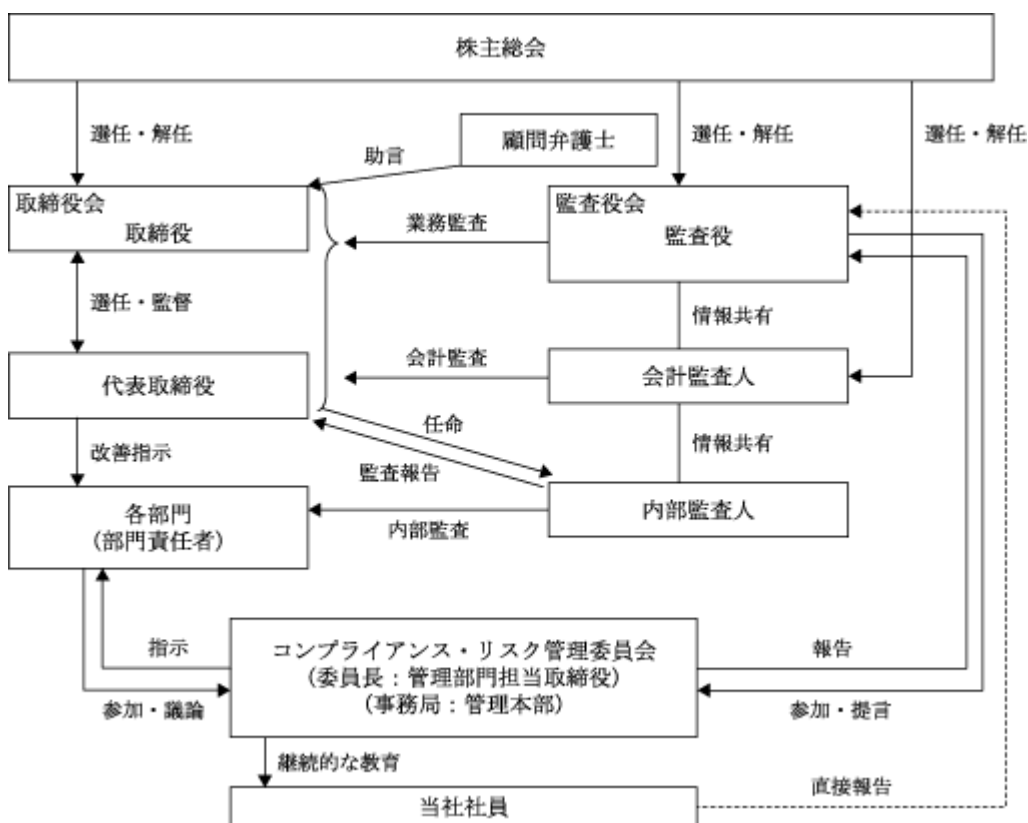 株主総会
選任・解任
選任・解任
選任・解任
顧問弁護士
助言
取締役会
取締役
監査役会
監査役
業務監査
選任・監督
情報共有
代表取締役
会計監査
会計監査人
任命
改善指示
監査報告
情報共有
各部門
(部門責任者)
内部監査
内部監査人
指示
コンプライアンス・リスク管理委員会
(委員長：管理部門担当取締役)
(事務局：管理本部)
報告
参加・議論
参加・提言
継続的な教育
直接報告
当社社員